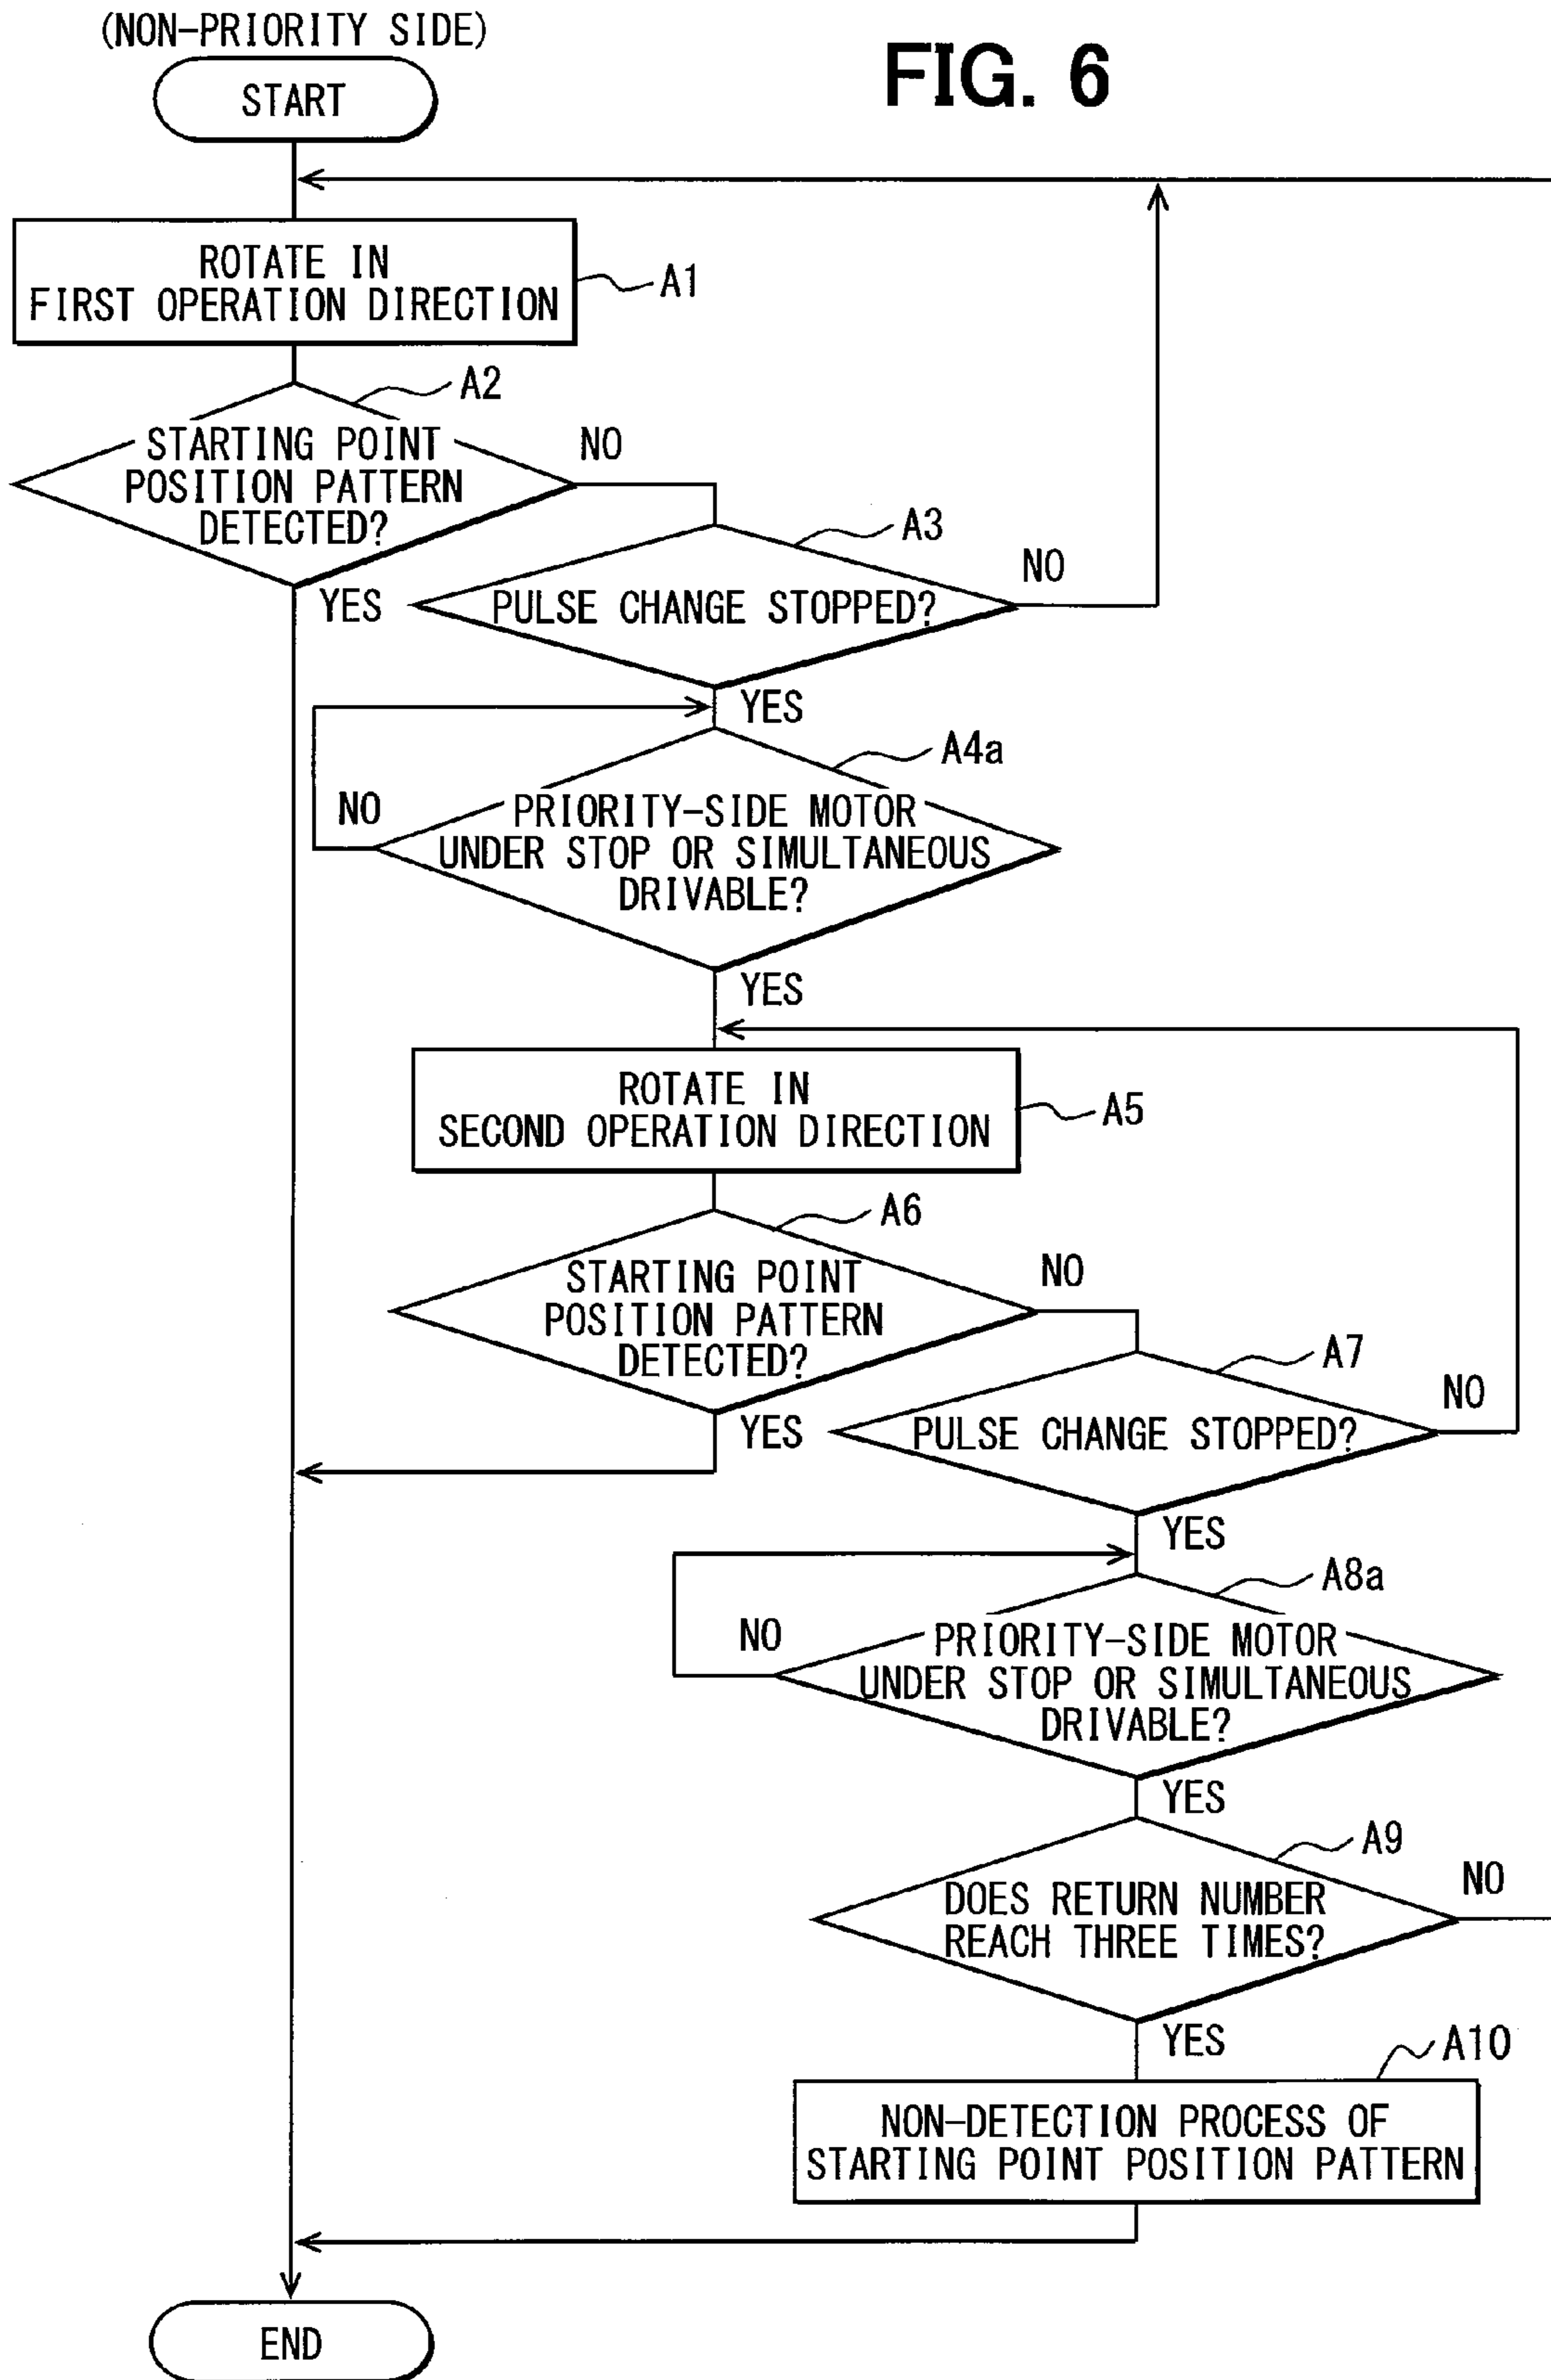 (NON-PRIORITY SIDE)
FIG. 6
START
ROTATE IN
FIRST OPERATION DIRECTION
A1
A2
STARTING POINT
POSITION PATTERN
DETECTED?
NO
YES
A3
PULSE CHANGE STOPPED?
NO
YES
A4a
NO
PRIORITY-SIDE MOTOR
UNDER STOP OR SIMULTANEOUS
DRIVABLE?
YES
ROTATE IN
SECOND OPERATION DIRECTION
A5
A6
STARTING POINT
POSITION PATTERN
DETECTED?
NO
YES
A7
PULSE CHANGE STOPPED?
NO
YES
A8a
NO
PRIORITY-SIDE MOTOR
UNDER STOP OR SIMULTANEOUS
DRIVABLE?
YES
A9
DOES RETURN NUMBER
REACH THREE TIMES?
NO
YES
A10
NON-DETECTION PROCESS OF
STARTING POINT POSITION PATTERN
END